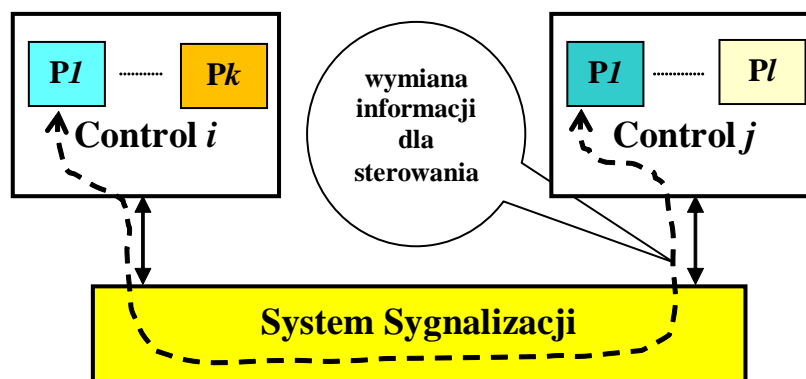 P1 ............ Pk
Control i
wymiana
informacji
dla
sterowania
P1 ............ Pl
Control j
System Sygnalizacji